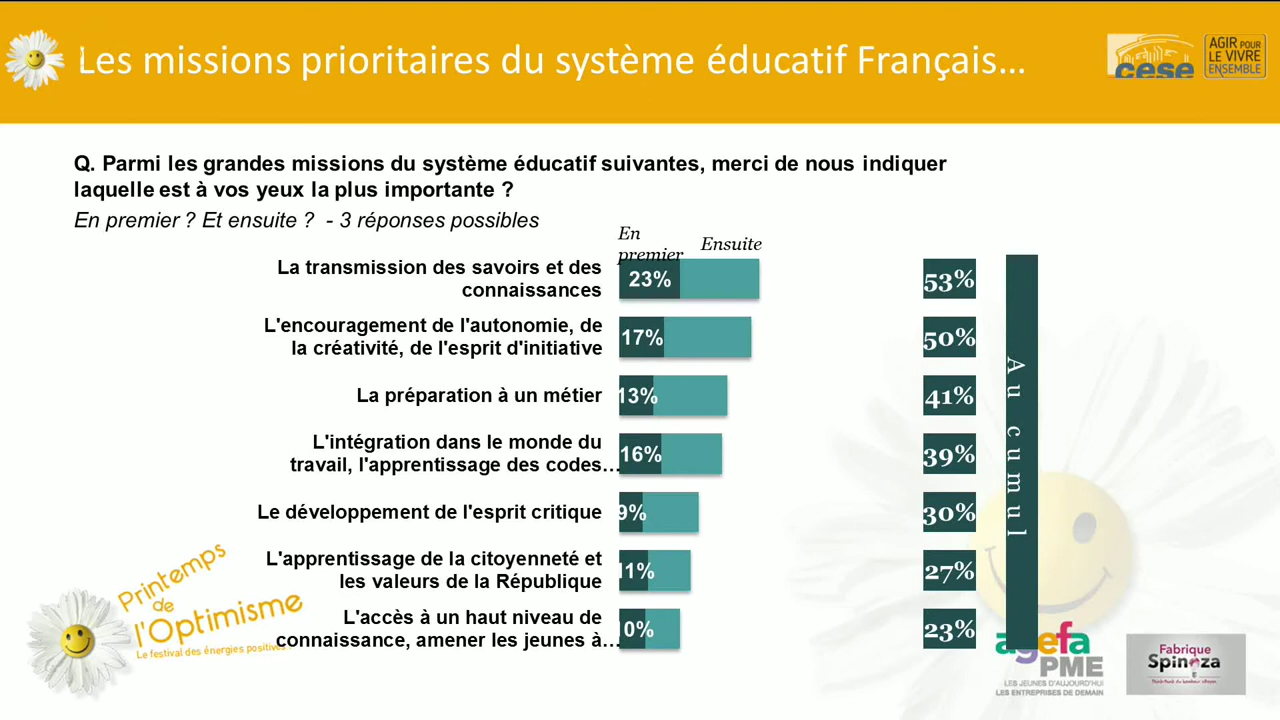 Les missions prioritaires du système éducatif Français...
cese
AGIR POUR
LE VIVRE
ENSEMBLE
Q. Parmi les grandes missions du système éducatif suivantes, merci de nous indiquer
laquelle est à vos yeux la plus importante ?
En premier ? Et ensuite ? - 3 réponses possibles
En
premier
Ensuite
La transmission des savoirs et des
connaissances
23%
53%
L'encouragement de l'autonomie, de
la créativité, de l'esprit d'initiative
17%
50%
La préparation à un métier
13%
41%
L'intégration dans le monde du
travail, l'apprentissage des codes...
16%
39%
Le développement de l'esprit critique
9%
30%
L'apprentissage de la citoyenneté et
les valeurs de la République
11%
27%
L'accès à un haut niveau de
connaissance, amener les jeunes à...
10%
23%
Au cumul
Printemps
de
l'Optimisme
Le festival des énergies positives
agefa
PME
LES JEUNES D'AUJOURD'HUI
LES ENTREPRISES DE DEMAIN
Fabrique
Spinoza